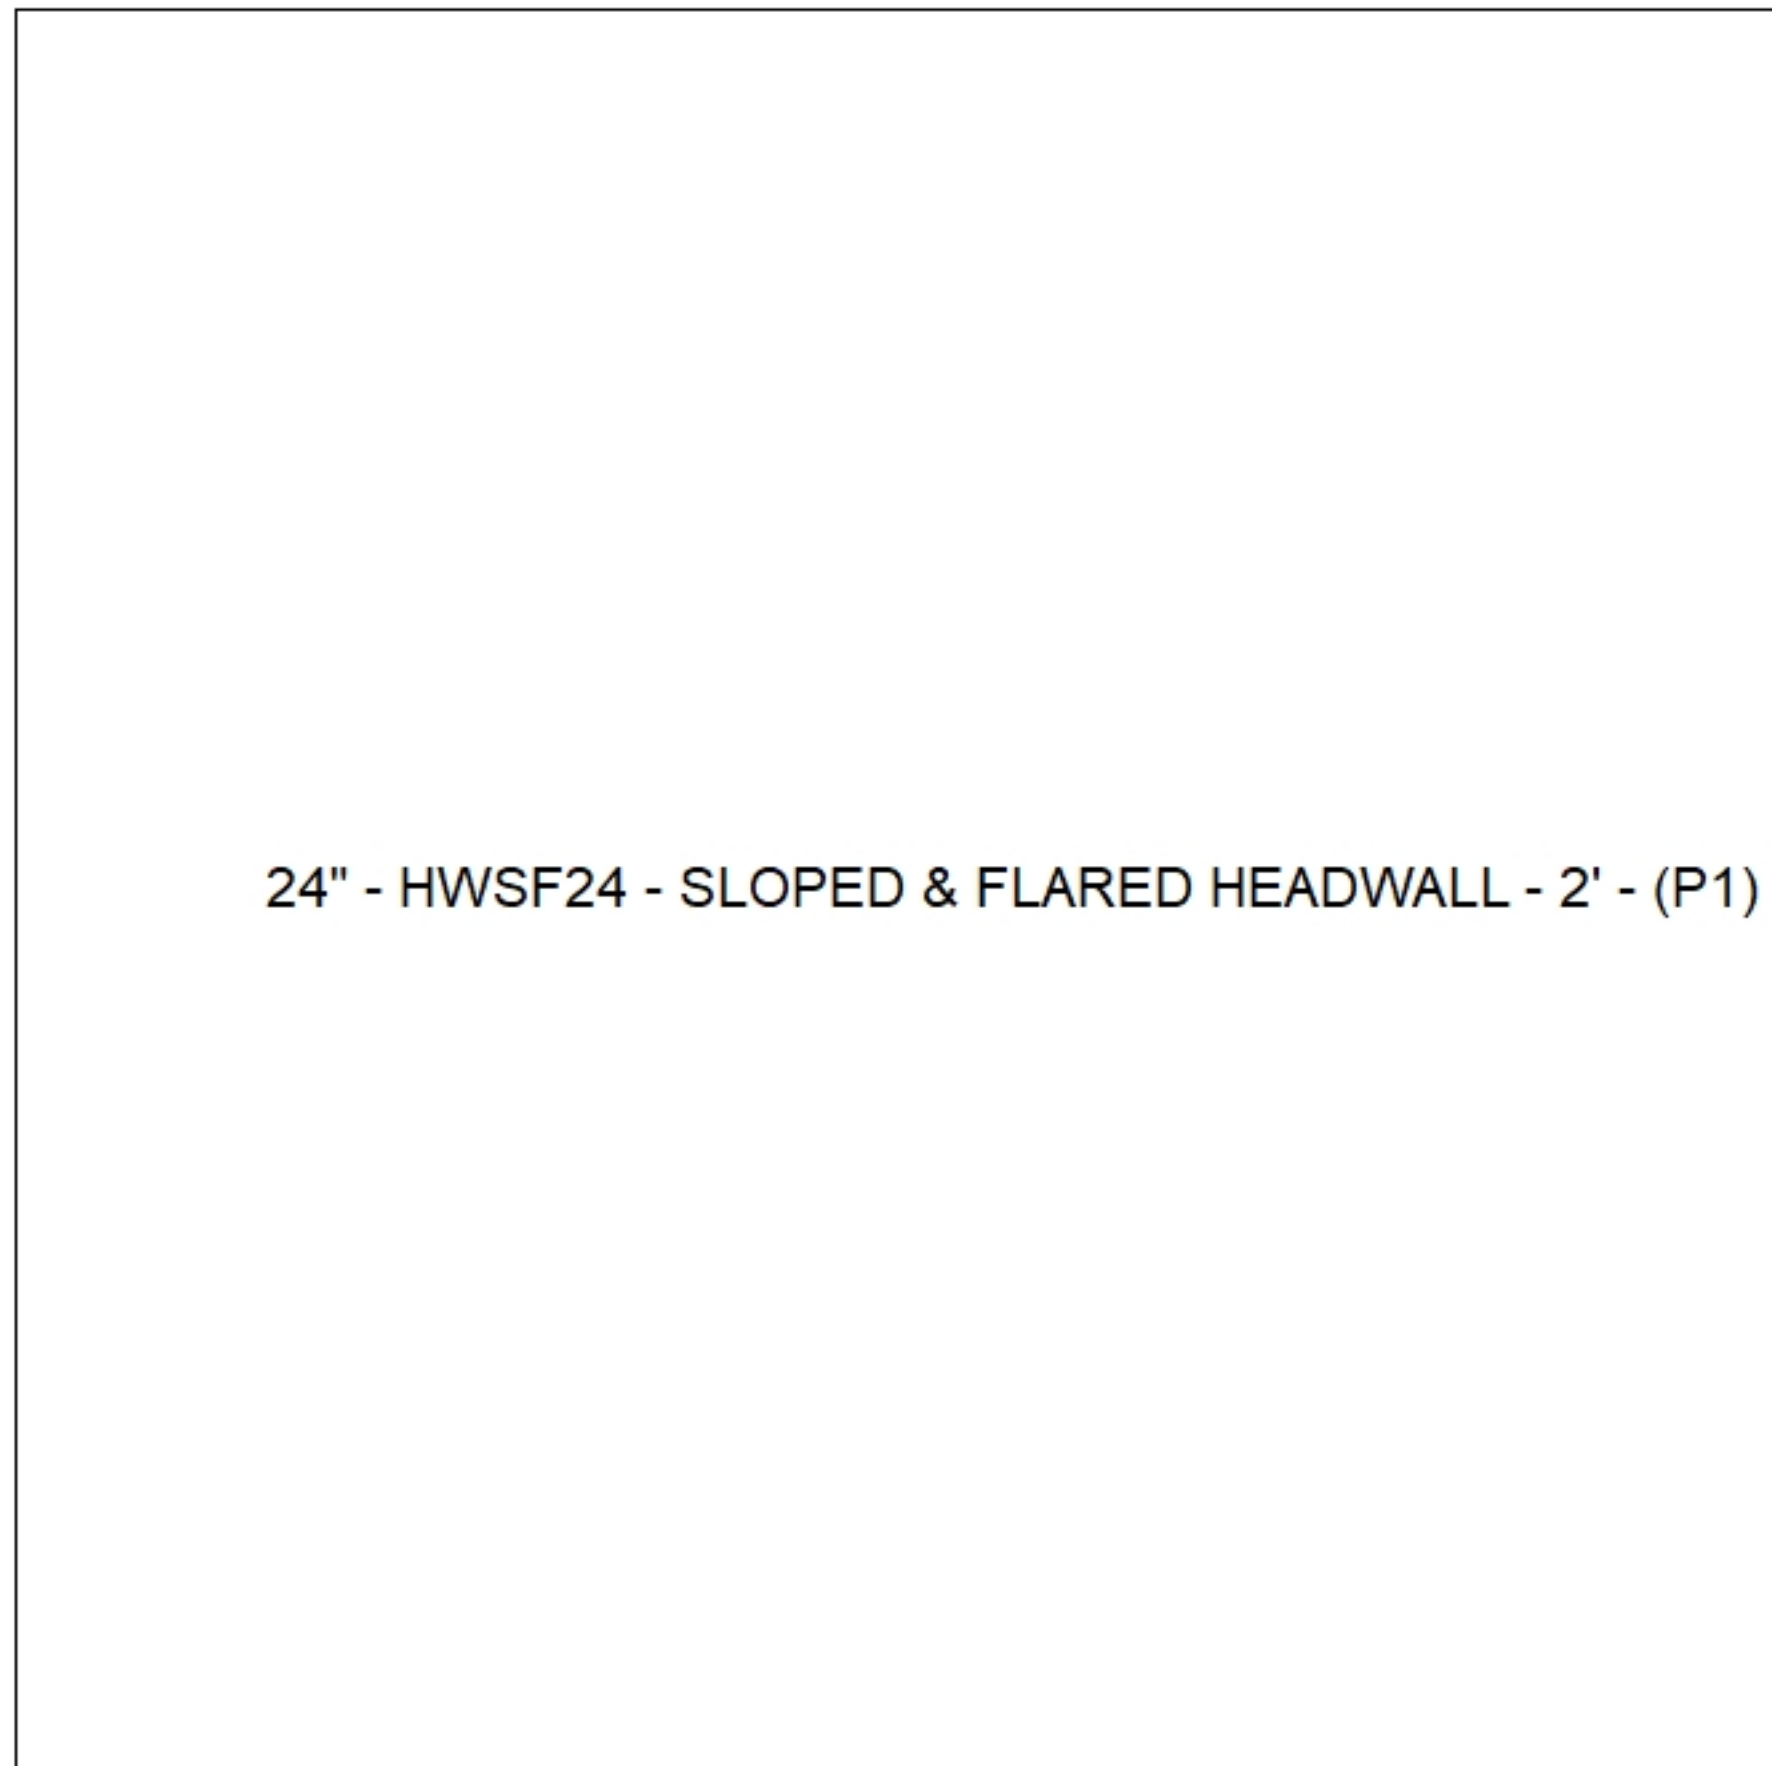 24" - HWSF24 - SLOPED & FLARED HEADWALL - 2' - (P1)